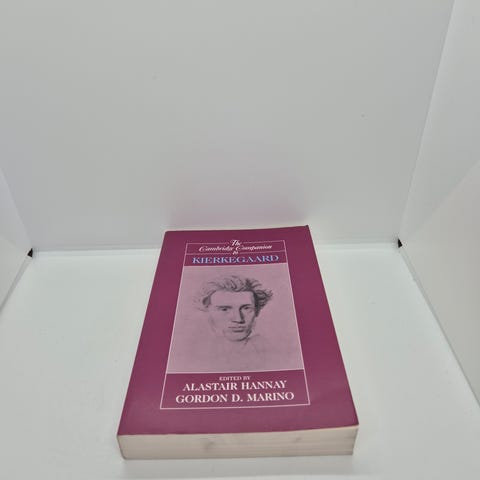 The
Cambridge Companion
to
KIERKEGAARD
EDITED BY
ALASTAIR HANNAY
GORDON D. MARINO